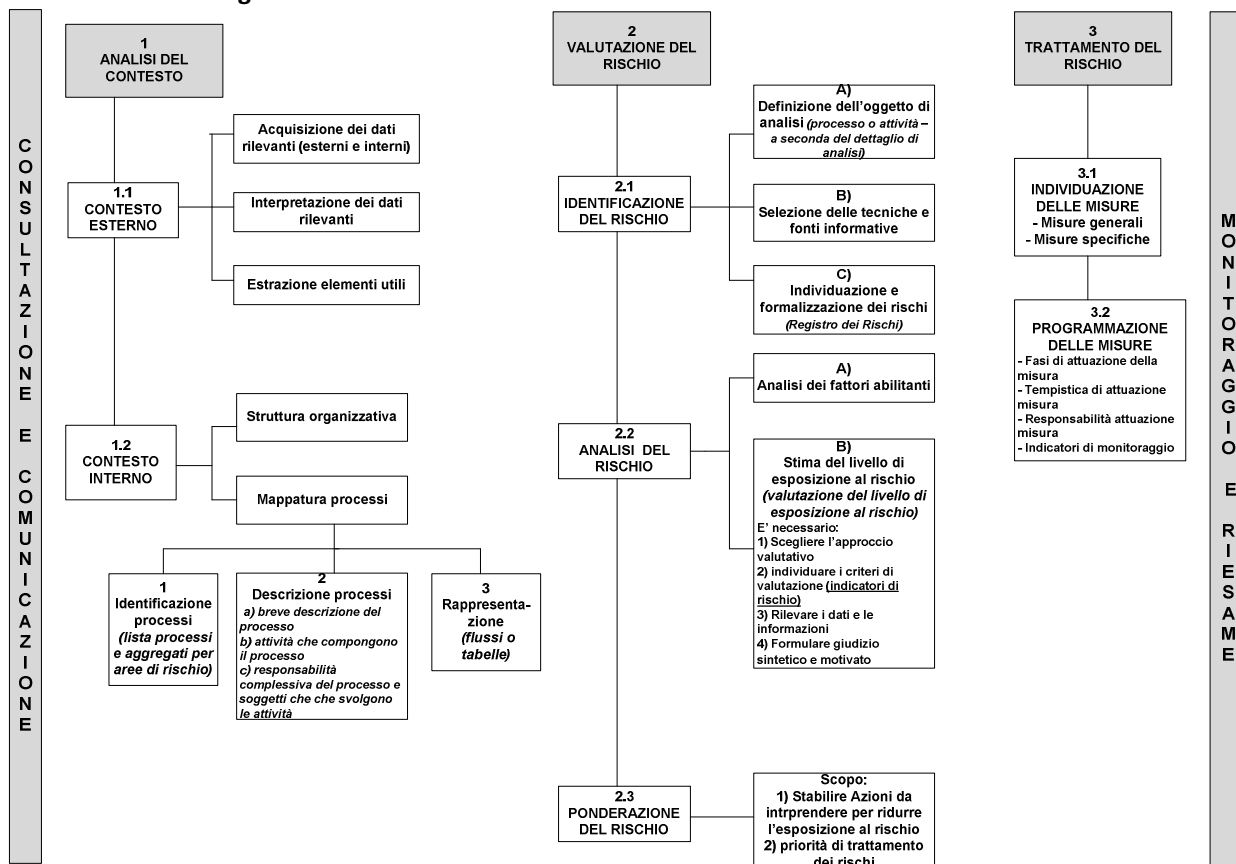 CONSULTAZIONE E COMUNICAZIONE
1
ANALISI DEL
CONTESTO
1.1
CONTESTO
ESTERNO
Acquisizione dei dati
rilevanti (esterni e interni)
Interpretazione dei dati
rilevanti
Estrazione elementi utili
1.2
CONTESTO
INTERNO
Struttura organizzativa
Mappatura processi
1
Identificazione
processi
(lista processi
e aggregati per
aree di rischio)
2
Descrizione processi
a) breve descrizione del
processo
b) attività che compongono
il processo
c) responsabilità
complessiva del processo e
soggetti che che svolgono
le attività
3
Rappresenta-
zione
(flussi o
tabelle)
2
VALUTAZIONE DEL
RISCHIO
2.1
IDENTIFICAZIONE
DEL RISCHIO
A)
Definizione dell'oggetto di
analisi (processo o attività –
a seconda del dettaglio di
analisi)
B)
Selezione delle tecniche e
fonti informative
C)
Individuazione e
formalizzazione dei rischi
(Registro dei Rischi)
2.2
ANALISI DEL
RISCHIO
A)
Analisi dei fattori abilitanti
B)
Stima del livello di
esposizione al rischio
(valutazione del livello di
esposizione al rischio)
E' necessario:
1) Scegliere l'approccio
valutativo
2) individuare i criteri di
valutazione (indicatori di
rischio)
3) Rilevare i dati e le
informazioni
4) Formulare giudizio
sintetico e motivato
2.3
PONDERAZIONE
DEL RISCHIO
Scopo:
1) Stabilire Azioni da
intrprendere per ridurre
l'esposizione al rischio
2) priorità di trattamento
dei rischi
3
TRATTAMENTO DEL
RISCHIO
3.1
INDIVIDUAZIONE
DELLE MISURE
- Misure generali
- Misure specifiche
3.2
PROGRAMMAZIONE
DELLE MISURE
- Fasi di attuazione della
misura
- Tempistica di attuazione
misura
- Responsabilità attuazione
misura
- Indicatori di monitoraggio
MONITORAGGIO E RIESAME